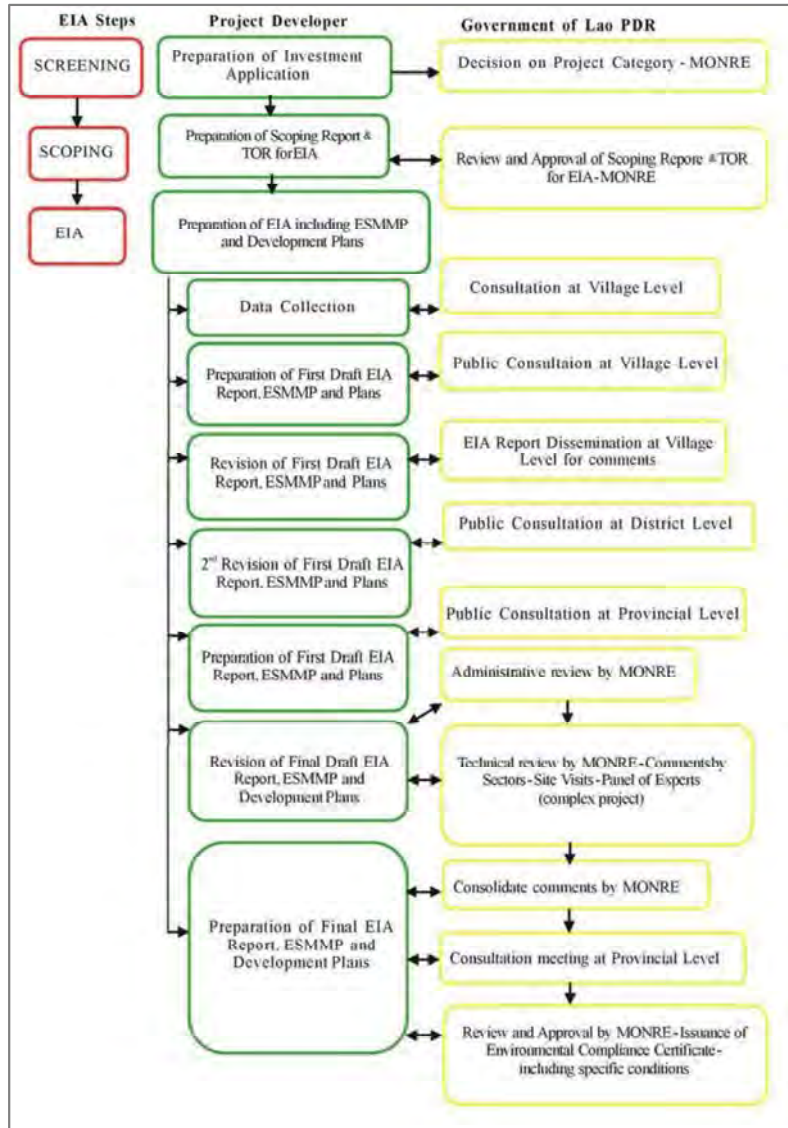 EIA Steps
Project Developer
Government of Lao PDR
SCREENING
Preparation of Investment
Application
Decision on Project Category - MONRE
SCOPING
Preparation of Scoping Report &
TOR for EIA
Review and Approval of Scoping Repore & TOR
for EIA-MONRE
EIA
Preparation of EIA including ESMMP
and Development Plans
Data Collection
Consultation at Village Level
Preparation of First Draft EIA
Report, ESMMP and Plans
Public Consultaion at Village Level
Revision of First Draft EIA
Report, ESMMP and Plans
EIA Report Dissemination at Village
Level for comments
2nd Revision of First Draft EIA
Report, ESMMP and Plans
Public Consultation at District Level
Preparation of First Draft EIA
Report, ESMMP and Plans
Public Consultation at Provincial Level
Administrative review by MONRE
Revision of Final Draft EIA
Report, ESMMP and
Development Plans
Technical review by MONRE-Commentsby
Sectors-Site Visits-Panel of Experts
(complex project)
Preparation of Final EIA
Report, ESMMP and
Development Plans
Consolidate comments by MONRE
Consultation meeting at Provincial Level
Review and Approval by MONRE-Issuance of
Environmental Compliance Certificate-
including specific conditions